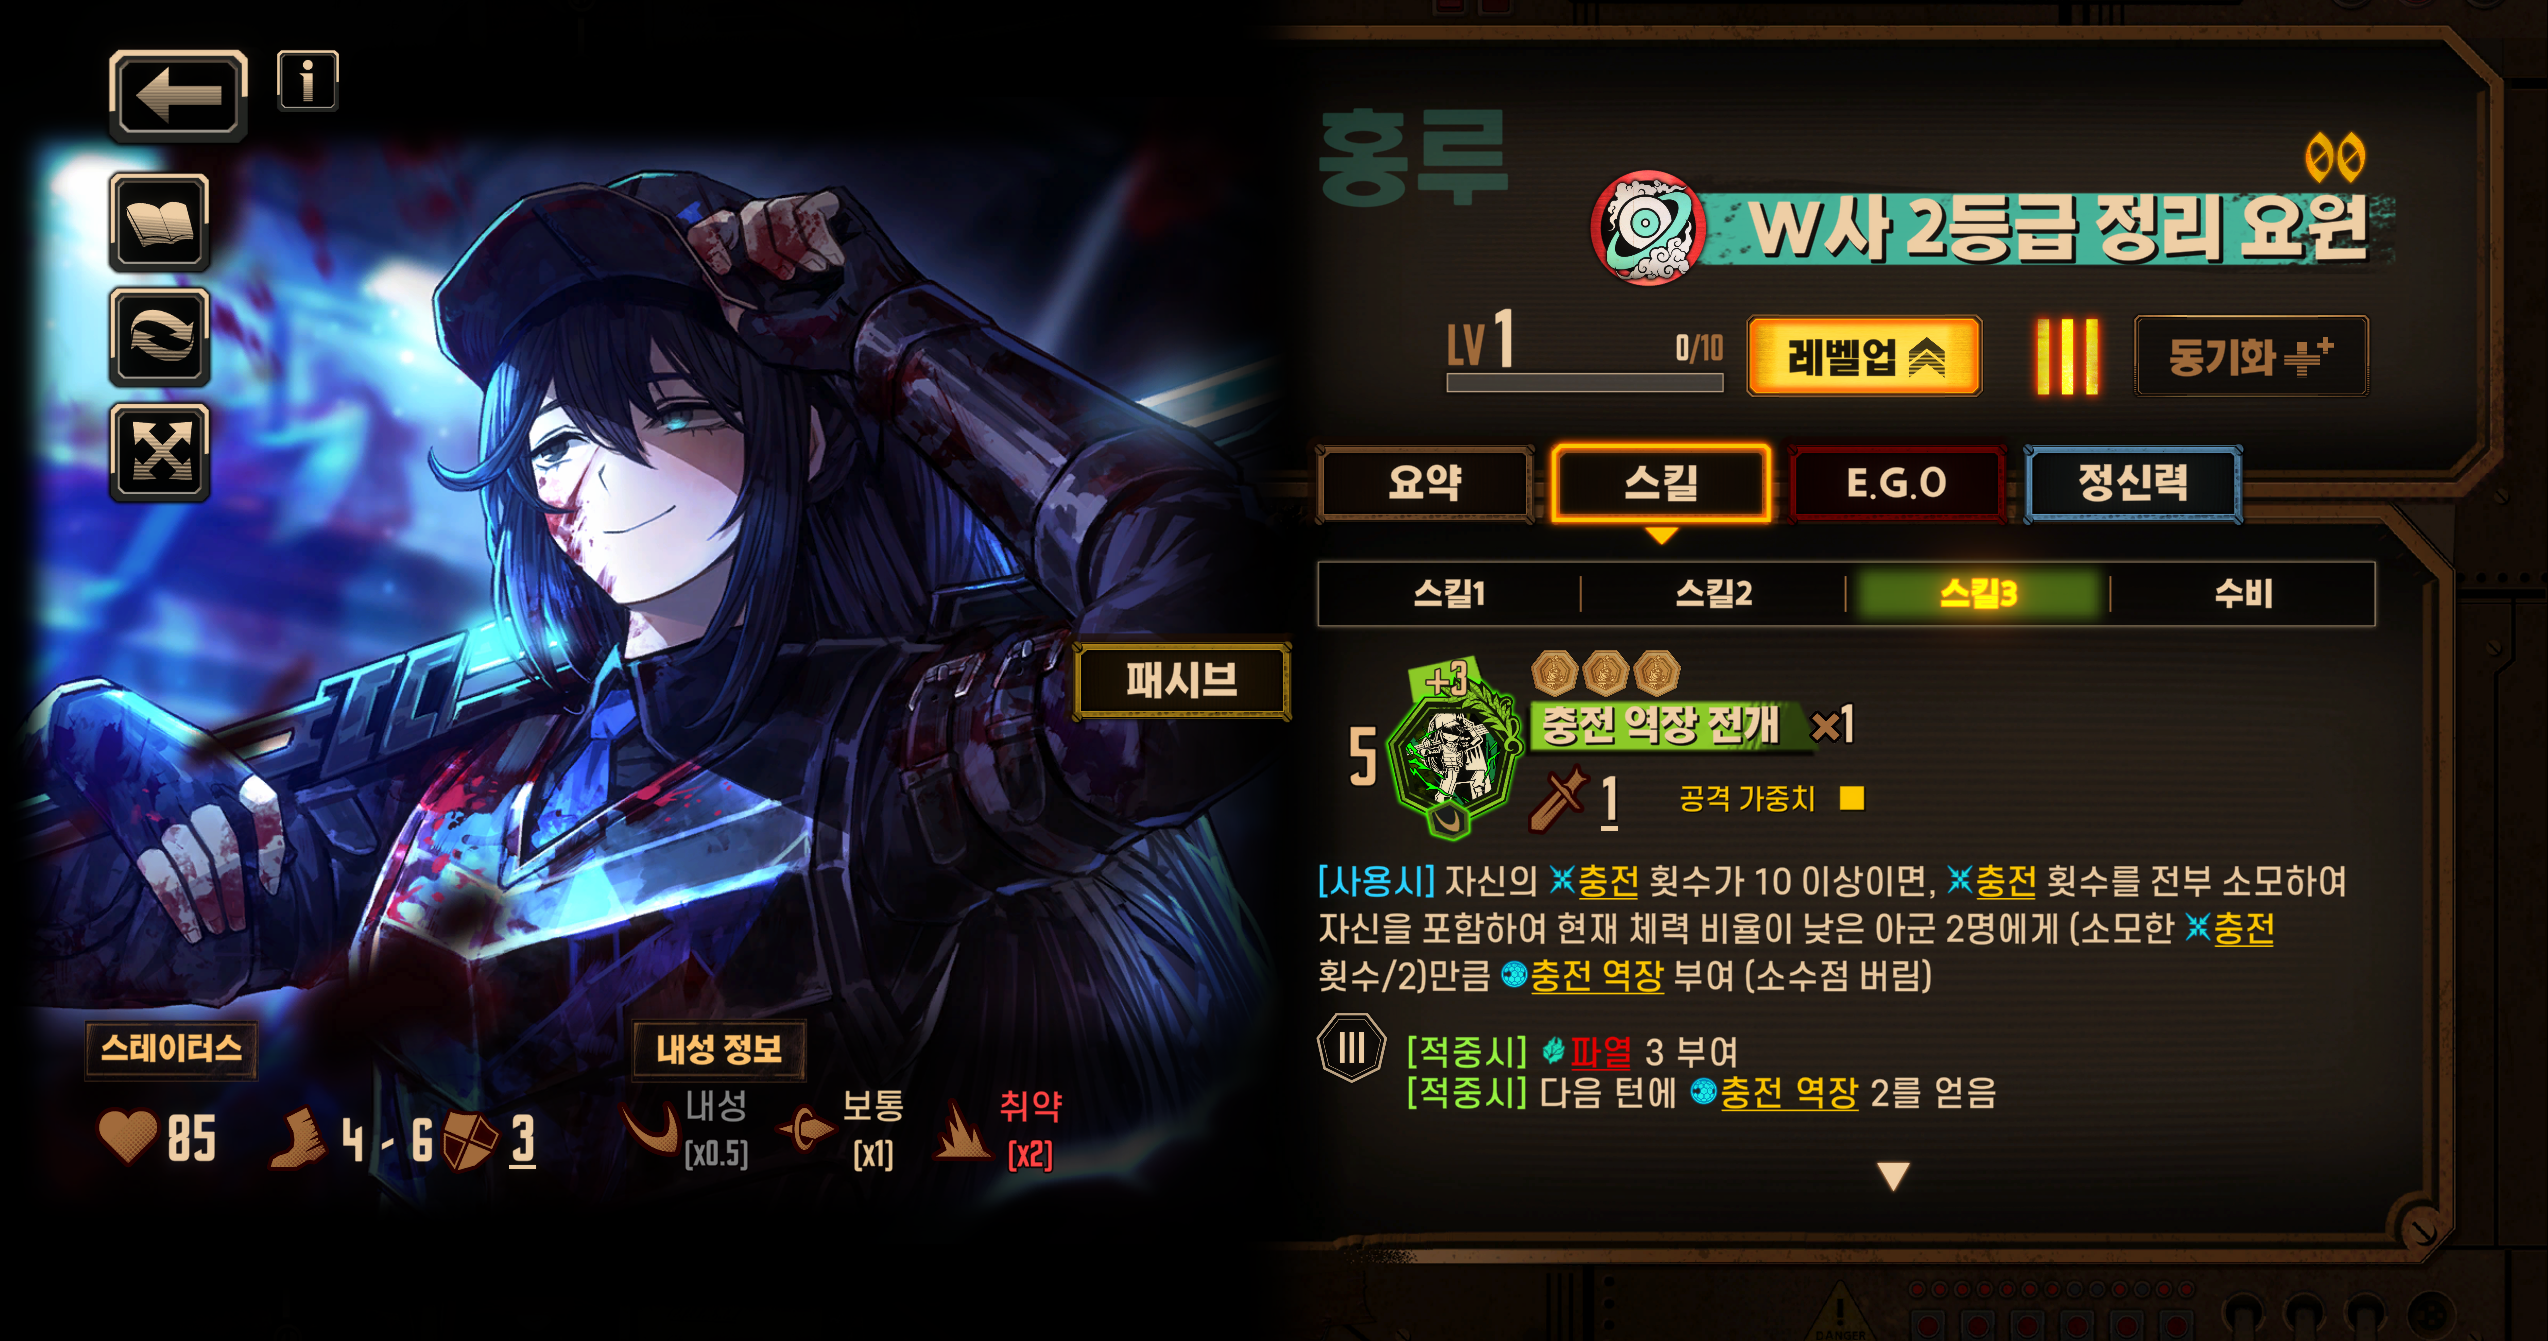 홍루
W사 2등급 정리 요원
LV 1
0/10
레벨업
동기화
요약
스킬
E.G.O
정신력
스킬1
스킬2
스킬3
수비
패시브
+3
5
충전 역장 전개 ×1
1
공격 가중치
[사용시] 자신의 충전 횟수가 10 이상이면, 충전 횟수를 전부 소모하여
자신을 포함하여 현재 체력 비율이 낮은 아군 2명에게 (소모한 충전
횟수/2)만큼 충전 역장 부여 (소수점 버림)
III
[적중시] 파열 3 부여
[적중시] 다음 턴에 충전 역장 2를 얻음
스테이터스
85
4 - 6
3
내성 정보
내성
[x0.5]
보통
[x1]
취약
[x2]
DANGER